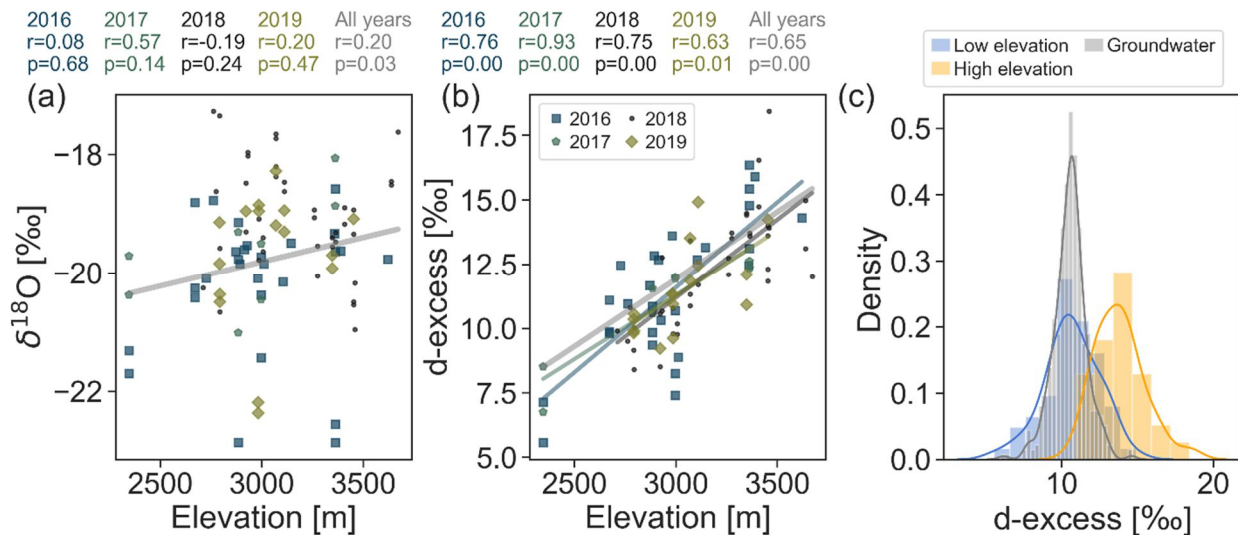 2016 2017 2018 2019 All years
r=0.08 r=0.57 r=-0.19 r=0.20 r=0.20
p=0.68 p=0.14 p=0.24 p=0.47 p=0.03
2016 2017 2018 2019 All years
r=0.76 r=0.93 r=0.75 r=0.63 r=0.65
p=0.00 p=0.00 p=0.00 p=0.01 p=0.00
(a)
δ¹⁸O [‰]
−18
−20
−22
2500 3000 3500
Elevation [m]
(b)
2016 2018
2017 2019
d-excess [‰]
17.5
15.0
12.5
10.0
7.5
5.0
2500 3000 3500
Elevation [m]
Low elevation Groundwater
High elevation
(c)
Density
0.5
0.4
0.3
0.2
0.1
0.0
10 20
d-excess [‰]